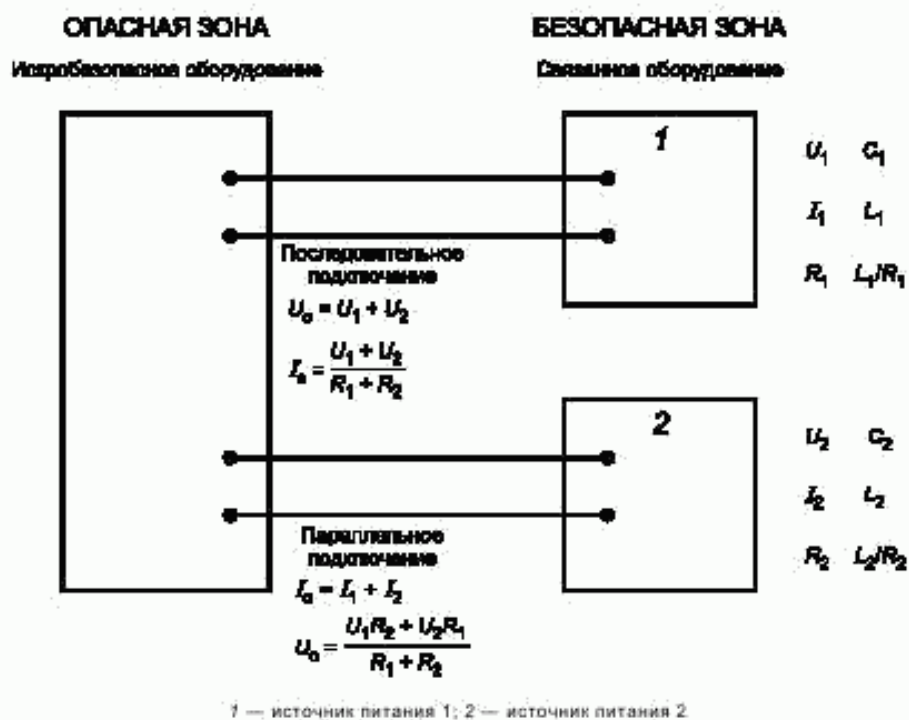 ОПАСНАЯ ЗОНА
Искробезопасное оборудование
БЕЗОПАСНАЯ ЗОНА
Связанное оборудование
1
U₁ C₁
I₁ L₁
R₁ L₁/R₁
Последовательное
подключение
Uₒ = U₁ + U₂
Iₒ = (U₁ + U₂) / (R₁ + R₂)
2
U₂ C₂
I₂ L₂
R₂ L₂/R₂
Параллельное
подключение
Iₒ = I₁ + I₂
Uₒ = (U₁R₂ + U₂R₁) / (R₁ + R₂)
1 — источник питания 1; 2 — источник питания 2